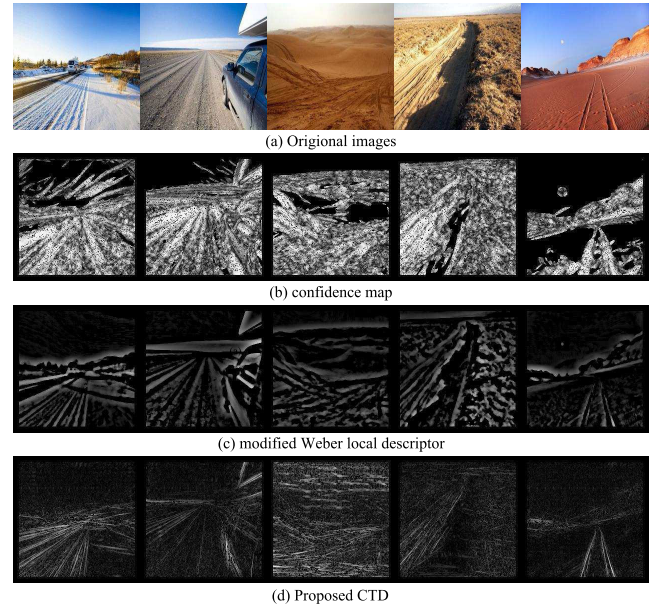 (a) Origional images
(b) confidence map
(c) modified Weber local descriptor
(d) Proposed CTD